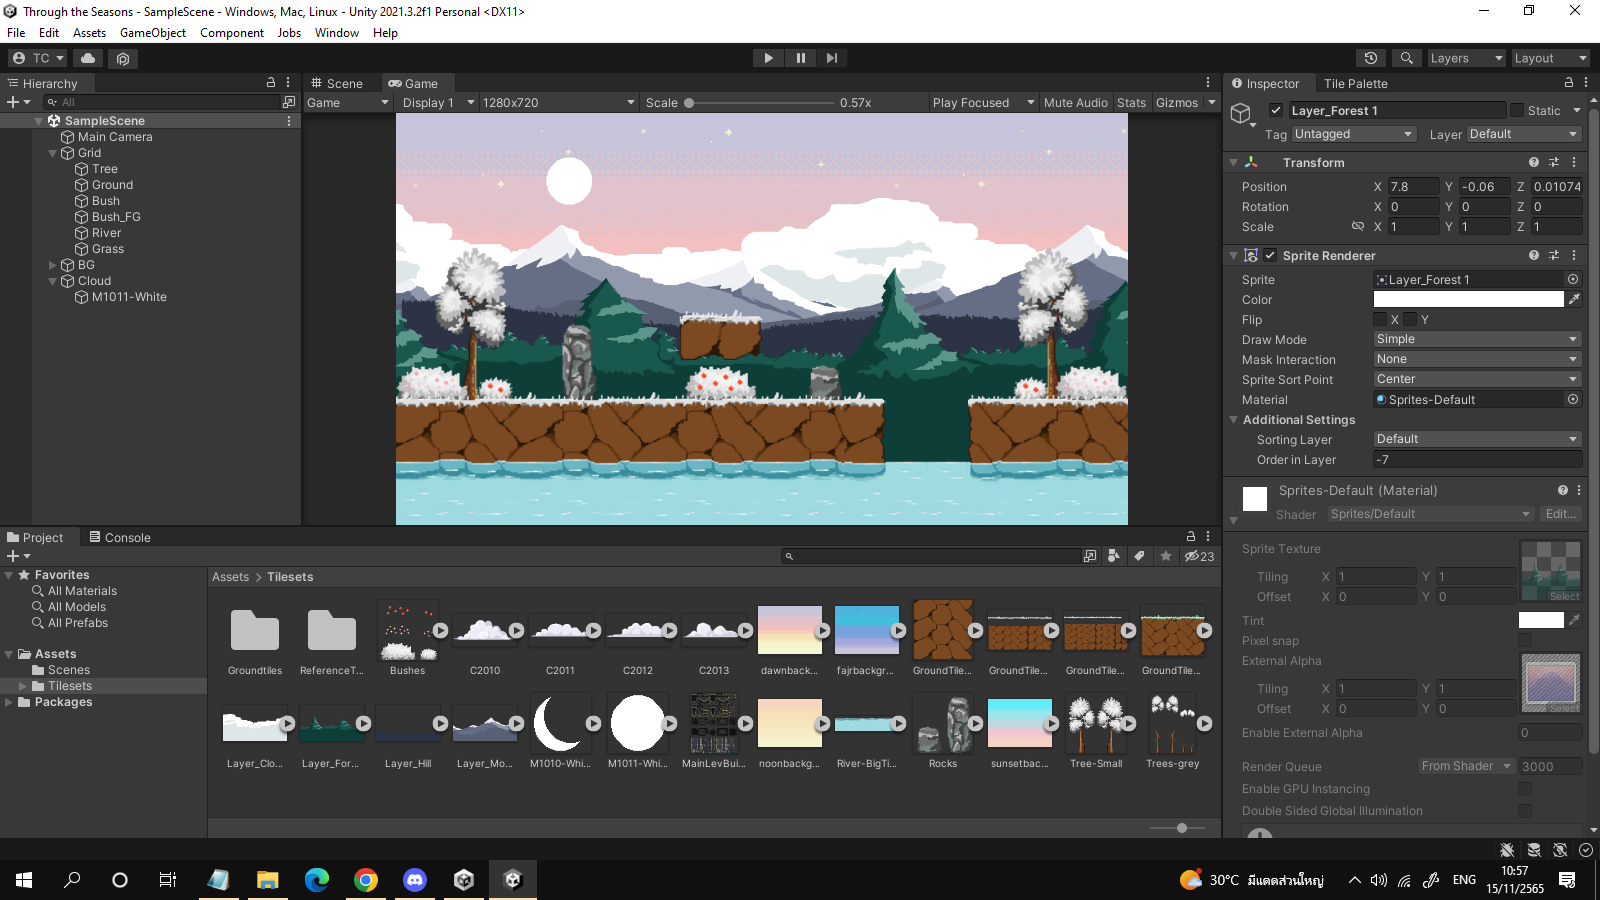 Through the Seasons - SampleScene - Windows, Mac, Linux - Unity 2021.3.2f1 Personal <DX11>
File Edit Assets GameObject Component Jobs Window Help
TC
Layers Layout
Hierarchy
All
SampleScene
Main Camera
Grid
Tree
Ground
Bush
Bush_FG
River
Grass
BG
Cloud
M1011-White
Scene Game
Game Display 1 1280x720 Scale 0.57x Play Focused Mute Audio Stats Gizmos
Inspector Tile Palette
Layer_Forest 1 Static
Tag Untagged Layer Default
Transform
Position X 7.8 Y -0.06 Z 0.01074
Rotation X 0 Y 0 Z 0
Scale X 1 Y 1 Z 1
Sprite Renderer
Sprite Layer_Forest 1
Color
Flip X Y
Draw Mode Simple
Mask Interaction None
Sprite Sort Point Center
Material Sprites-Default
Additional Settings
Sorting Layer Default
Order in Layer -7
Sprites-Default (Material)
Shader Sprites/Default Edit...
Sprite Texture
Tiling X 1 Y 1
Offset X 0 Y 0
Select
Tint
Pixel snap
External Alpha
Tiling X 1 Y 1
Offset X 0 Y 0
Select
Enable External Alpha 0
Render Queue From Shader 3000
Enable GPU Instancing
Double Sided Global Illumination
Project Console
23
Favorites
All Materials
All Models
All Prefabs
Assets
Scenes
Tilesets
Packages
Assets > Tilesets
Groundtiles ReferenceT... Bushes C2010 C2011 C2012 C2013 dawnback... fajrbackgr... GroundTile... GroundTile... GroundTile... GroundTile...
Layer_Clo... Layer_For... Layer_Hill Layer_Mo... M1010-Whi... M1011-Whi... MainLevBui... noonbackg... River-BigTi... Rocks sunsetbac... Tree-Small Trees-grey
30°C มีแดดส่วนใหญ่
ENG
10:57
15/11/2565